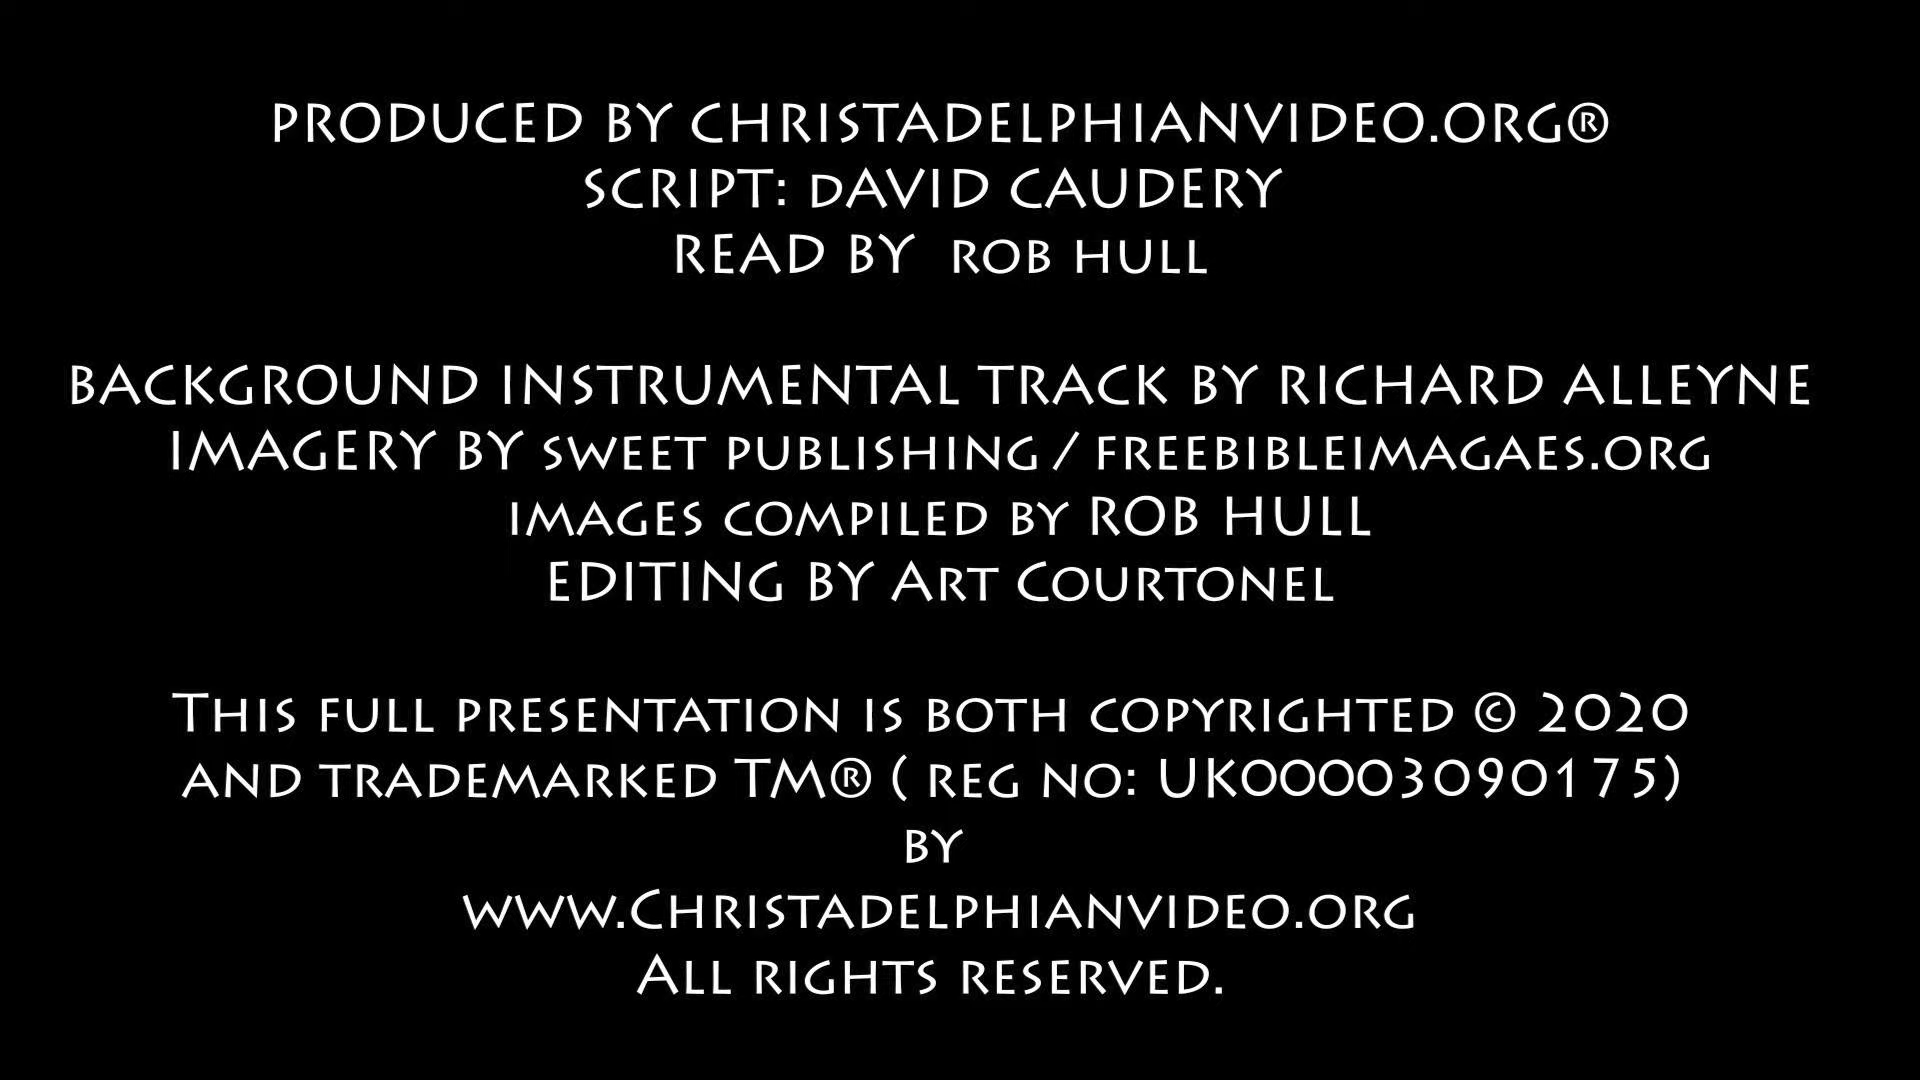 PRODUCED BY CHRISTADELPHIANVIDEO.ORG®
SCRIPT: dAVID CAUDERY
READ BY rob hull
BACKGROUND INSTRUMENTAL TRACK BY RICHARD ALLEYNE
IMAGERY BY sweet publishing / freebibleimagaes.org
images compiled by ROB HULL
EDITING BY Art Courtonel
This full presentation is both copyrighted © 2020
and trademarked TM® ( reg no: UK00003090175)
by
www.Christadelphianvideo.org
All rights reserved.